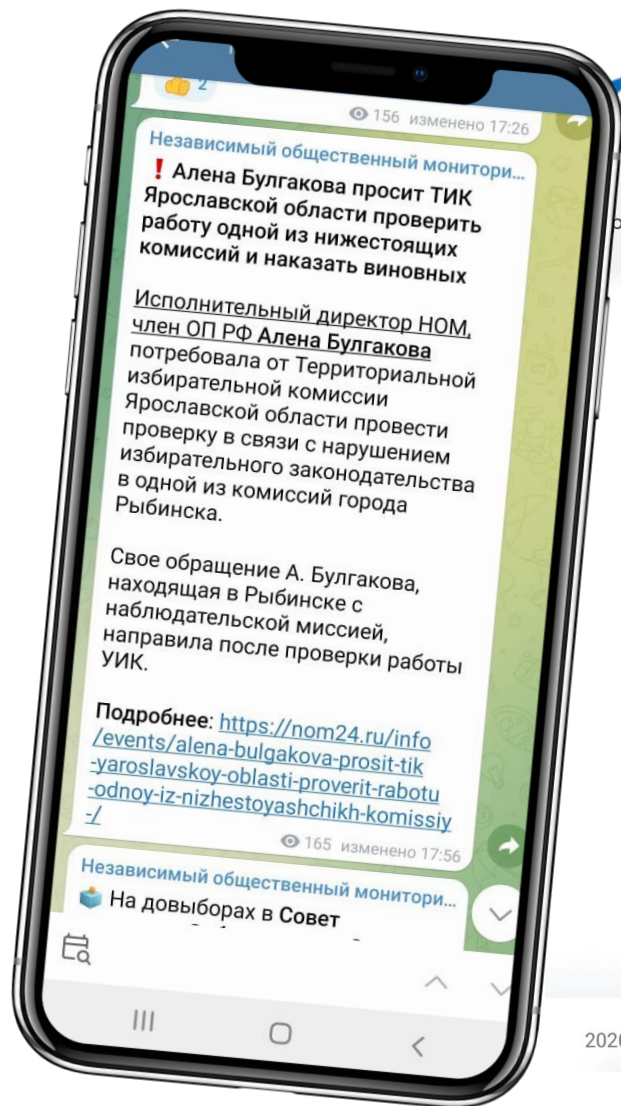 2
156 изменено 17:26
Независимый общественный монитори...
❗ Алена Булгакова просит ТИК
Ярославской области проверить
работу одной из нижестоящих
комиссий и наказать виновных
Исполнительный директор НОМ,
член ОП РФ Алена Булгакова
потребовала от Территориальной
избирательной комиссии
Ярославской области провести
проверку в связи с нарушением
избирательного законодательства
в одной из комиссий города
Рыбинска.
Свое обращение А. Булгакова,
находящая в Рыбинске с
наблюдательской миссией,
направила после проверки работы
УИК.
Подробнее: https://nom24.ru/info
/events/alena-bulgakova-prosit-tik
-yaroslavskoy-oblasti-proverit-rabotu
-odnoy-iz-nizhestoyashchikh-komissiy
-/
165 изменено 17:56
Независимый общественный монитори...
🗳 На довыборах в Совет